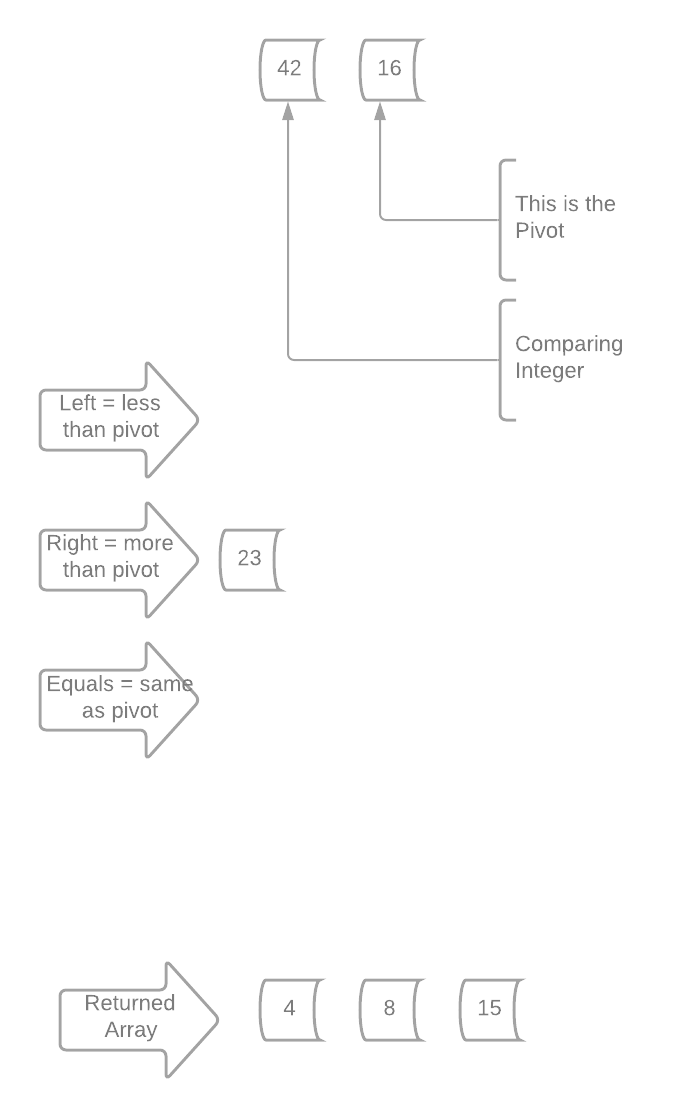 42
16
This is the
Pivot
Comparing
Integer
Left = less
than pivot
Right = more
than pivot
23
Equals = same
as pivot
Returned
Array
4
8
15